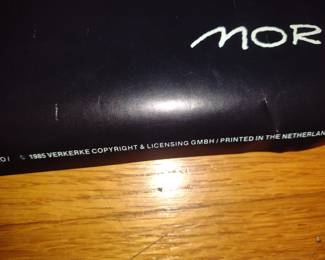 MOR
© 1985 VERKERKE COPYRIGHT & LICENSING GMBH / PRINTED IN THE NETHERLAN